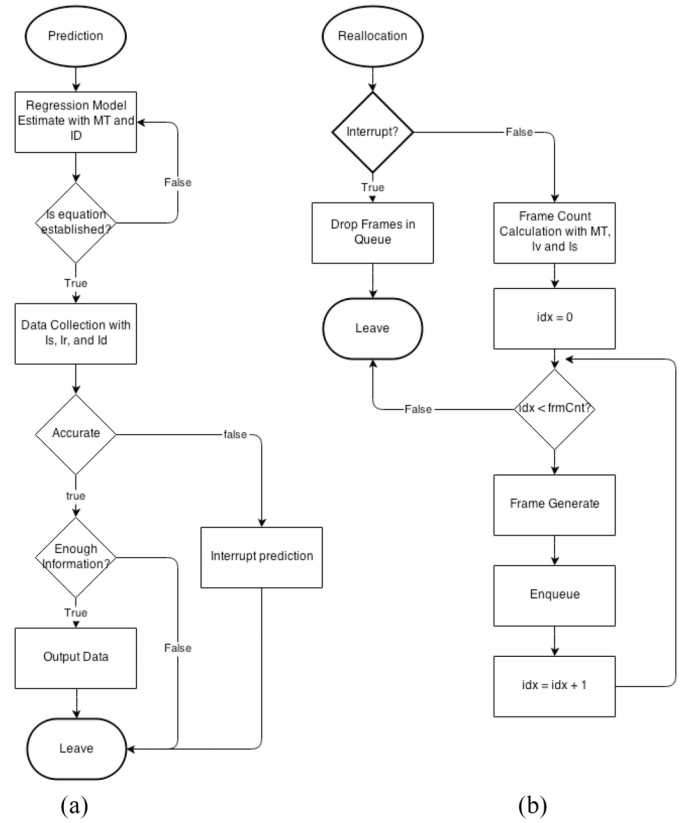 Prediction
Regression Model
Estimate with MT and
ID
False
Is equation
established?
True
Data Collection with
Is, Ir, and Id
Accurate
false
true
Enough
Information?
Interrupt prediction
True
Output Data
False
Leave
(a)
Reallocation
Interrupt?
False
True
Drop Frames in
Queue
Frame Count
Calculation with MT,
Iv and Is
Leave
idx = 0
False
idx < frmCnt?
Frame Generate
Enqueue
idx = idx + 1
(b)